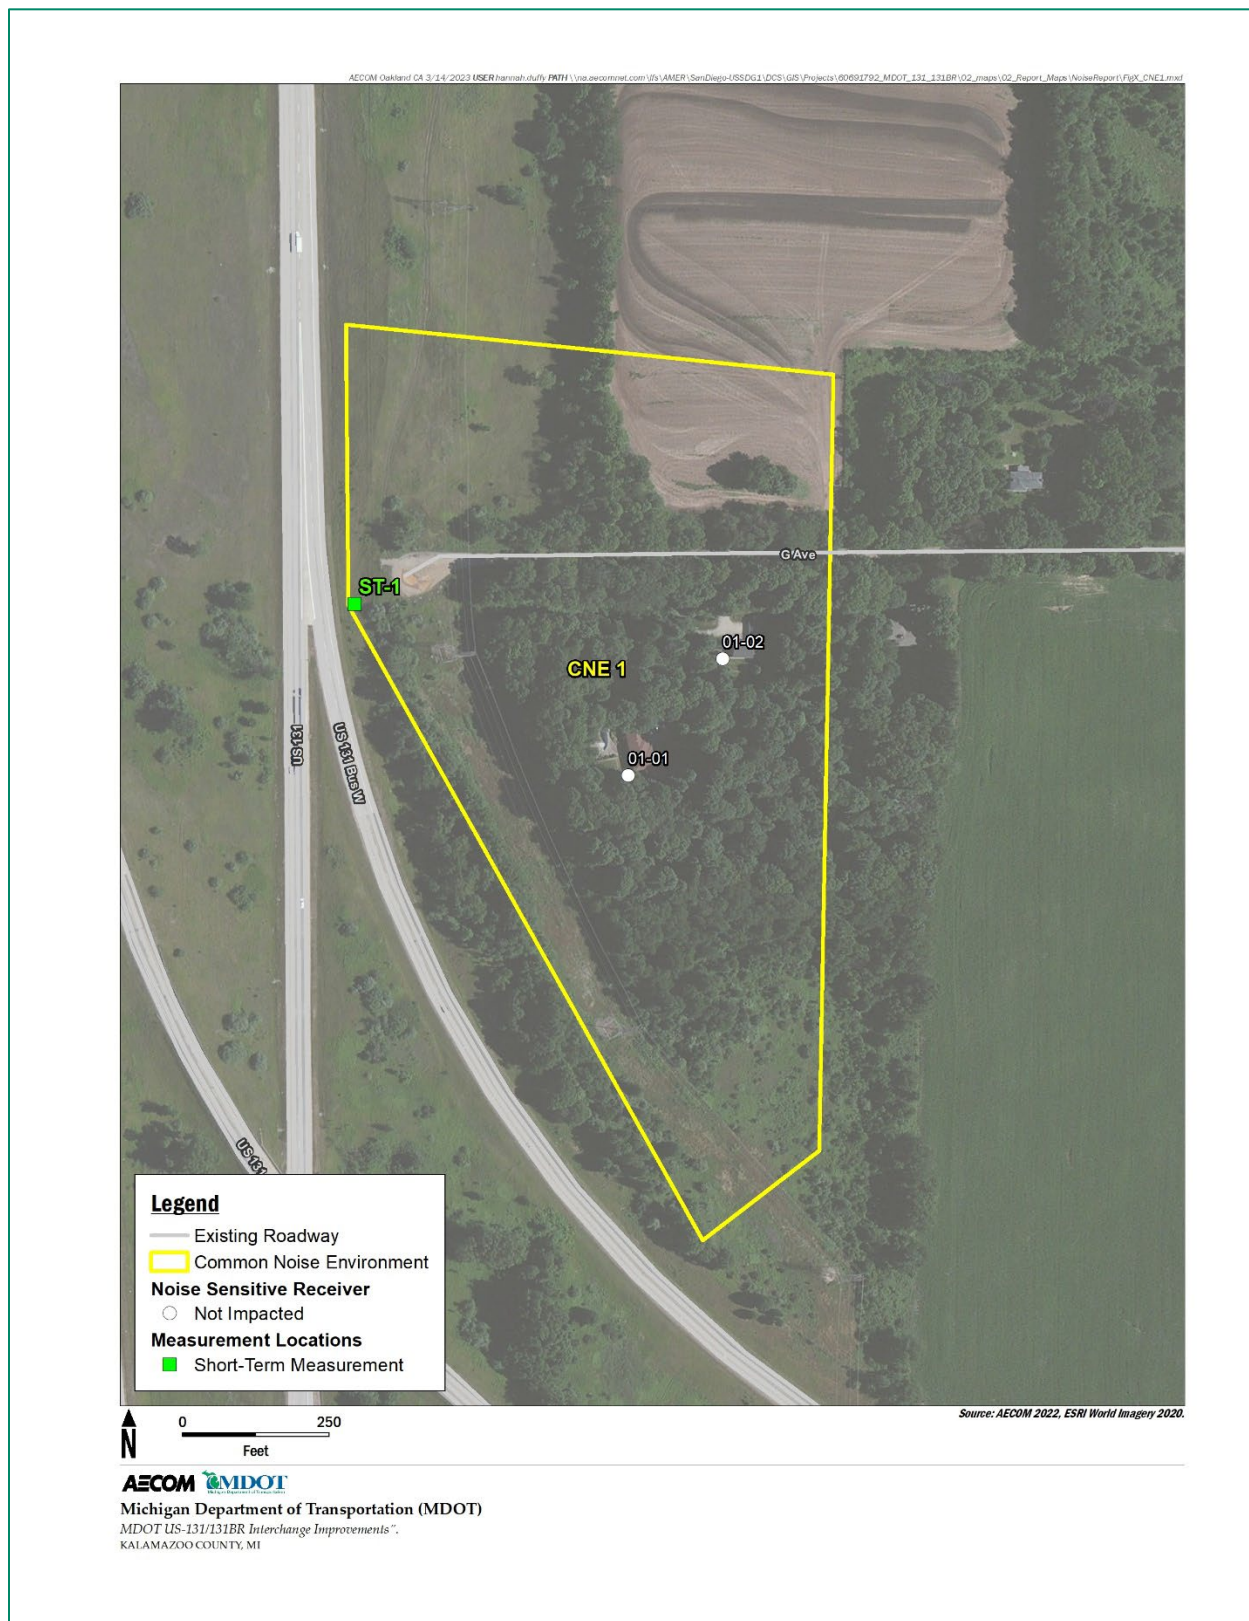 AECOM Oakland CA 3/14/2023 USER hannah.duffy PATH \\na.aecomnet.com\lfs\AMER\SanDiego-USSDG1\DCS\GIS\Projects\60691792_MDOT_131_131BR\02_maps\02_Report_Maps\NoiseReport\FigX_CNE1.mxd
G Ave
ST-1
01-02
CNE 1
US 131
US 131 Bus W
01-01
US 131
Legend
Existing Roadway
Common Noise Environment
Noise Sensitive Receiver
Not Impacted
Measurement Locations
Short-Term Measurement
Source: AECOM 2022, ESRI World Imagery 2020.
N
0 250
Feet
AECOM MDOT
Michigan Department of Transportation
Michigan Department of Transportation (MDOT)
MDOT US-131/131BR Interchange Improvements".
KALAMAZOO COUNTY, MI